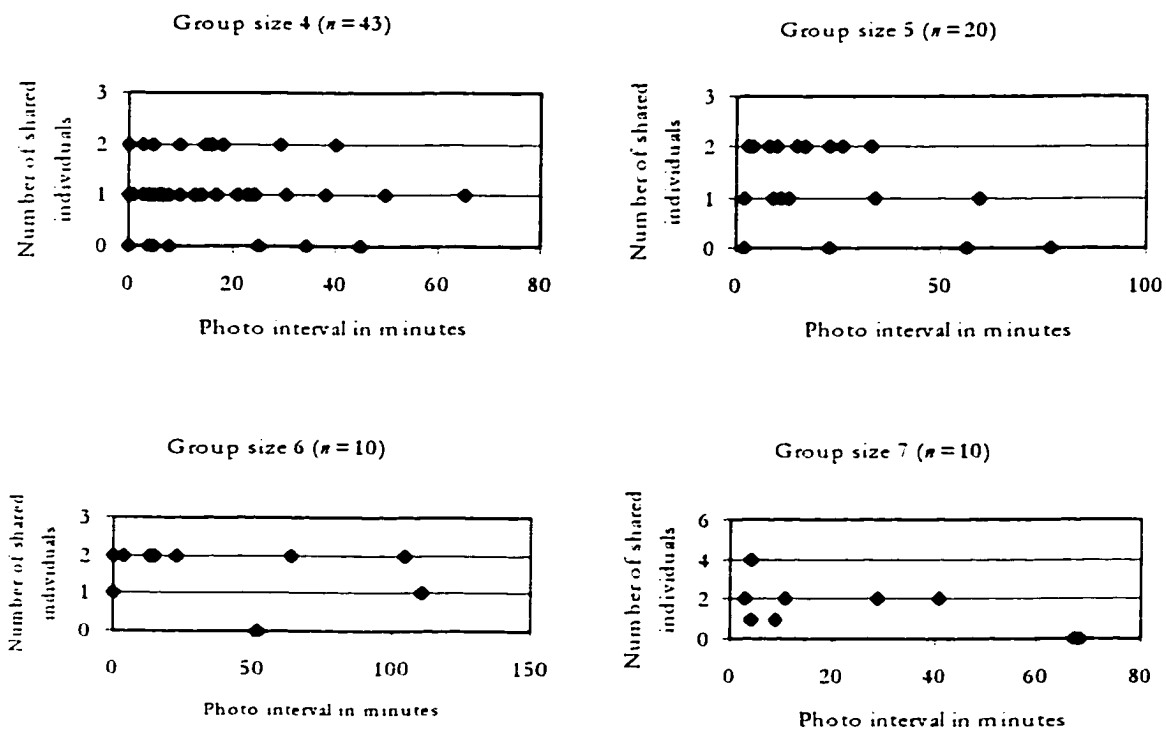 Group size 4 (n=43)
Number of shared
individuals
3
2
1
0
0 20 40 60 80
Photo interval in minutes
Group size 5 (n=20)
Number of shared
individuals
3
2
1
0
0 50 100
Photo interval in minutes
Group size 6 (n=10)
Number of shared
individuals
3
2
1
0
0 50 100 150
Photo interval in minutes
Group size 7 (n=10)
Number of shared
individuals
6
4
2
0
0 20 40 60 80
Photo interval in minutes